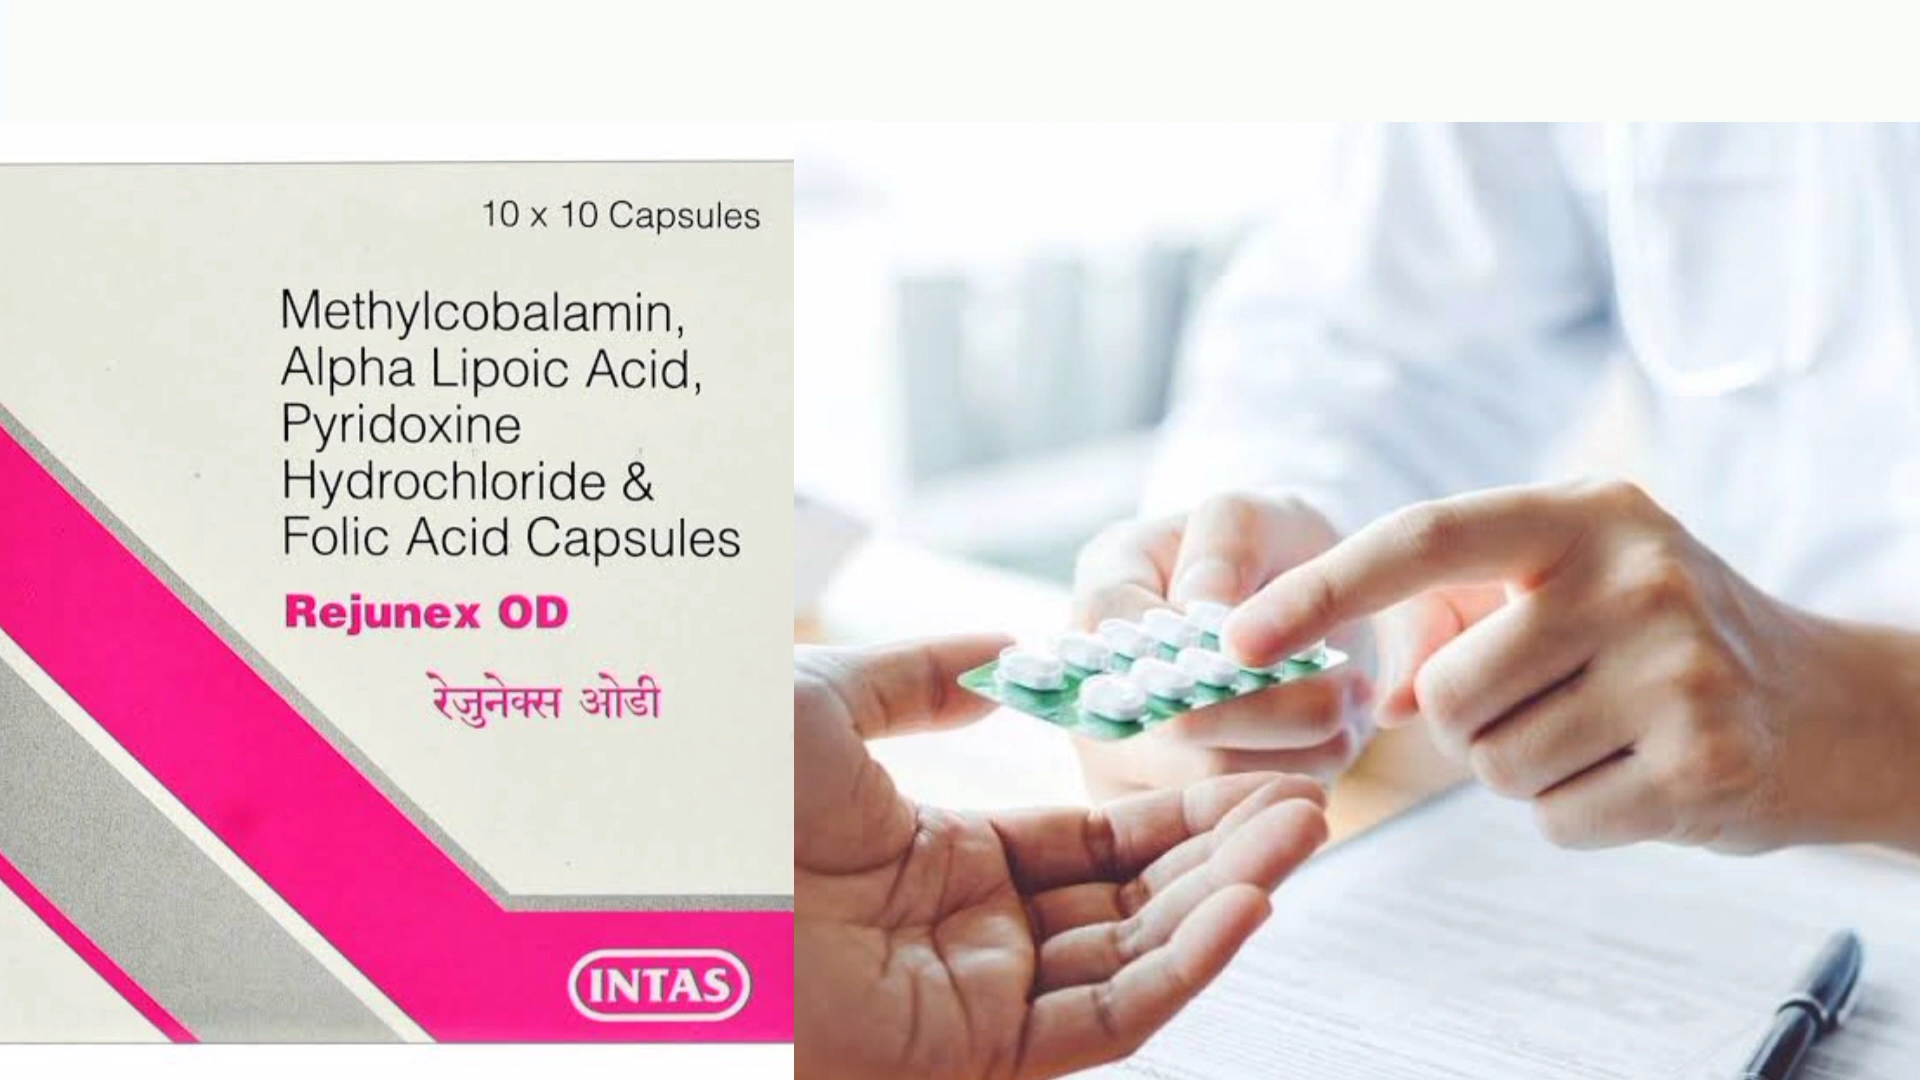 10 x 10 Capsules
Methylcobalamin,
Alpha Lipoic Acid,
Pyridoxine
Hydrochloride &
Folic Acid Capsules
Rejunex OD
रेजुनेक्स ओडी
INTAS